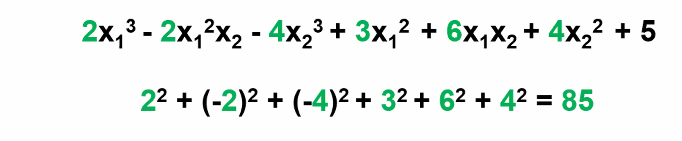 2x₁³ - 2x₁²x₂ - 4x₂³ + 3x₁² + 6x₁x₂ + 4x₂² + 5
2² + (-2)² + (-4)² + 3² + 6² + 4² = 85